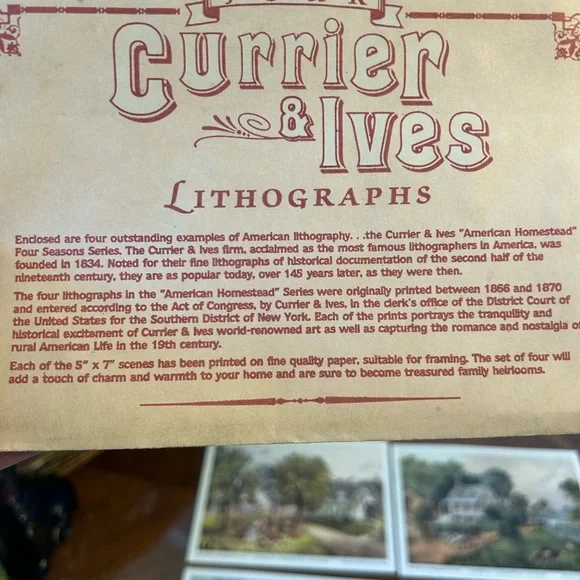 Currier
& Ives
LITHOGRAPHS
Enclosed are four outstanding examples of American lithography. . .the Currier & Ives "American Homestead"
Four Seasons Series. The Currier & Ives firm, acclaimed as the most famous lithographers in America, was
founded in 1834. Noted for their fine lithographs of historical documentation of the second half of the
nineteenth century, they are as popular today, over 145 years later, as they were then.
The four lithographs in the "American Homestead" Series were originally printed between 1866 and 1870
and entered according to the Act of Congress, by Currier & Ives, in the clerk's office of the District Court of
the United States for the Southern District of New York. Each of the prints portrays the tranquility and
historical excitement of Currier & Ives world-renowned art as well as capturing the romance and nostalgia of
rural American Life in the 19th century.
Each of the 5" x 7" scenes has been printed on fine quality paper, suitable for framing. The set of four will
add a touch of charm and warmth to your home and are sure to become treasured family heirlooms.